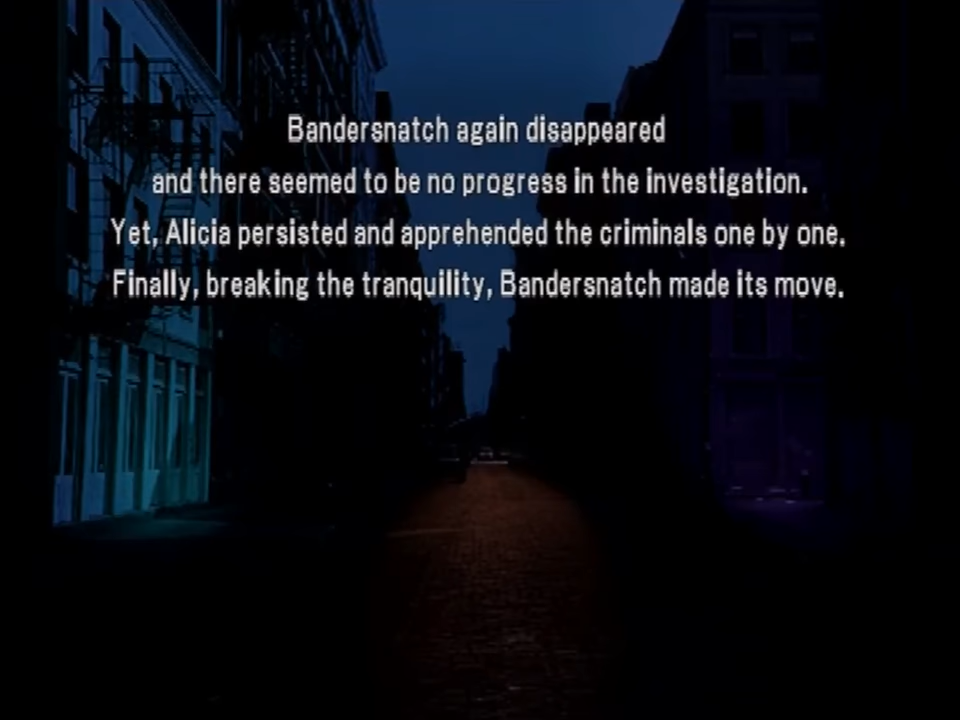 Bandersnatch again disappeared
and there seemed to be no progress in the investigation.
Yet, Alicia persisted and apprehended the criminals one by one.
Finally, breaking the tranquility, Bandersnatch made its move.